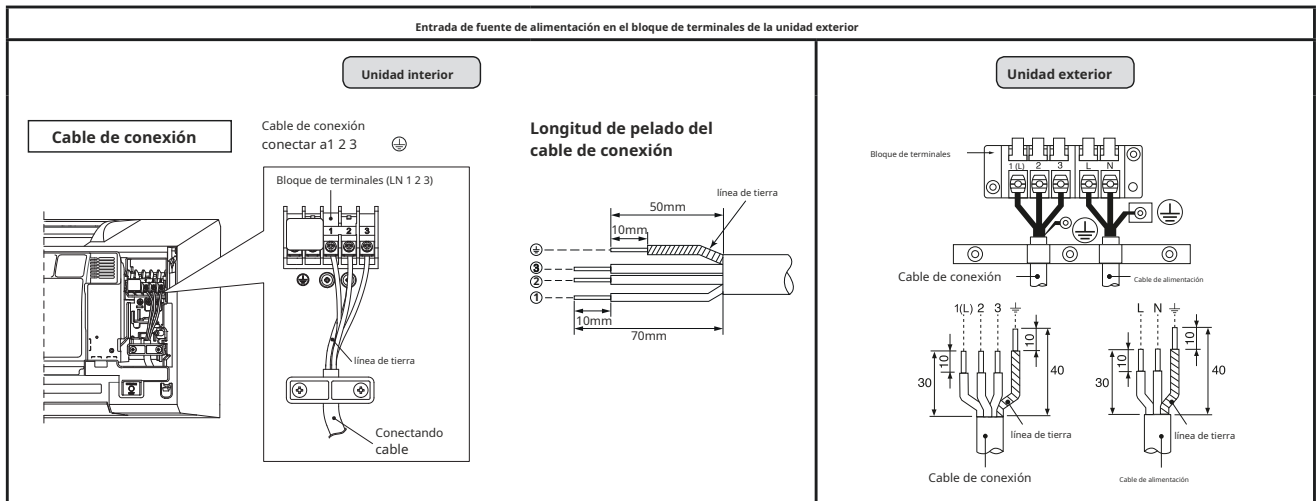 Entrada de fuente de alimentación en el bloque de terminales de la unidad exterior
Unidad interior
Cable de conexión
Cable de conexión
conectar a1 2 3
Bloque de terminales (LN 1 2 3)
1 2 3
línea de tierra
Conectando
cable
Longitud de pelado del
cable de conexión
línea de tierra
50mm
10mm
③
②
①
10mm
70mm
Unidad exterior
Bloque de terminales
1 (L) 2 3 L N
Cable de conexión
Cable de alimentación
1(L) 2 3
10
10
30
40
línea de tierra
Cable de conexión
L N
10
10
30
40
línea de tierra
Cable de alimentación